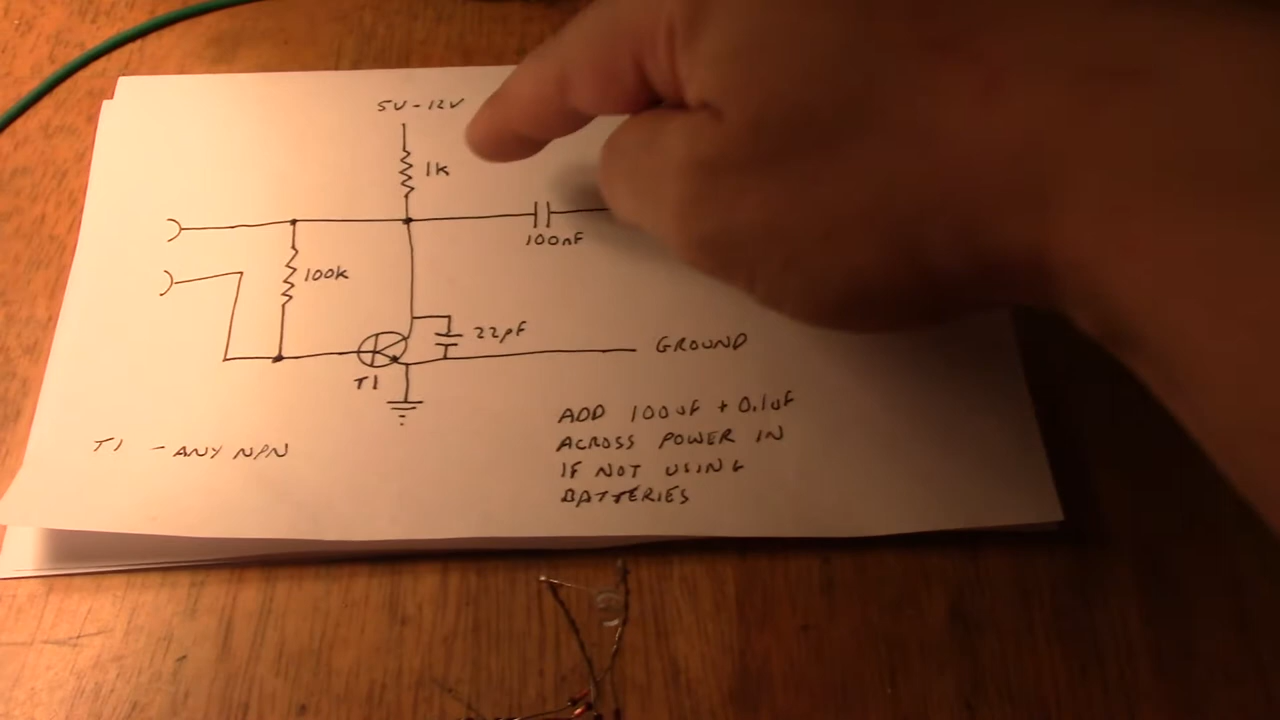 5V-12V
1k
100nF
100k
22pF
GROUND
T1
ADD 100uF + 0.1uF
ACROSS POWER IN
T1 - ANY NPN
IF NOT USING
BATTERIES